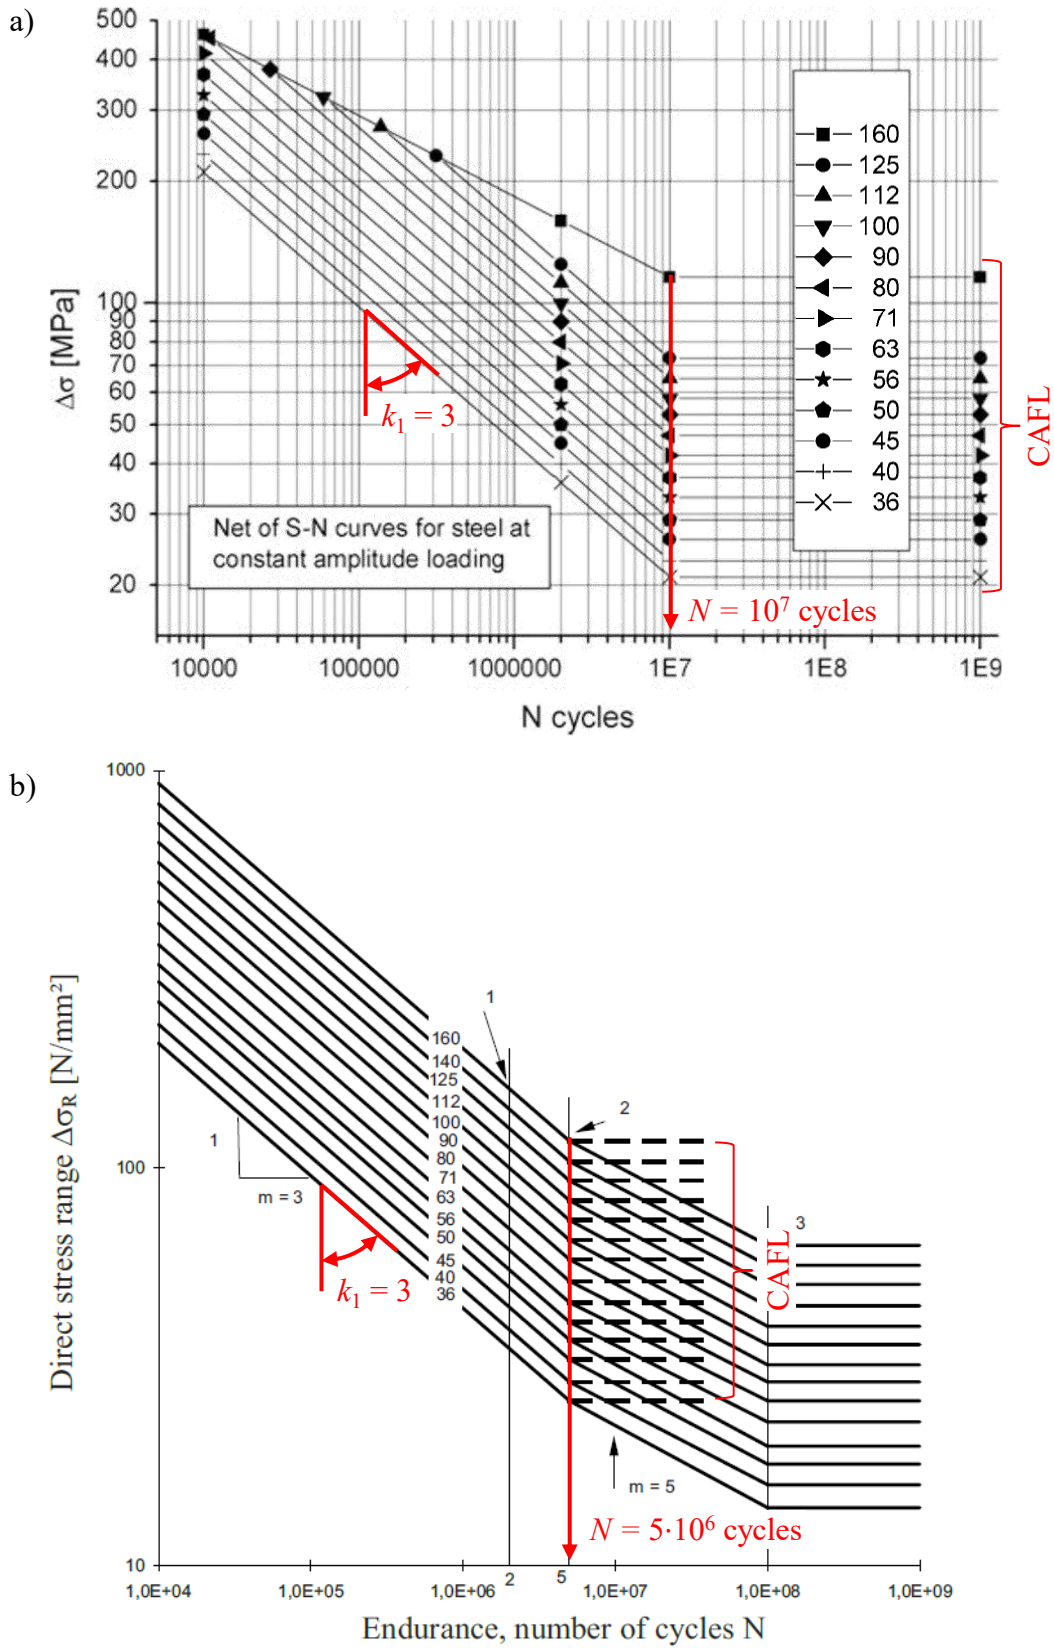 a)
500
400
300
200
100
90
80
70
60
50
40
30
20
Δσ [MPa]
160
125
112
100
90
80
71
63
56
50
45
40
36
k₁ = 3
CAFL
Net of S-N curves for steel at
constant amplitude loading
N = 10⁷ cycles
10000 100000 1000000 1E7 1E8 1E9
N cycles
b)
1000
100
10
Direct stress range Δσ_R [N/mm²]
1
160
140
125
112
100
90
80
71
63
56
50
45
40
36
2
3
1
m = 3
k₁ = 3
CAFL
m = 5
N = 5·10⁶ cycles
2 5
1,0E+04 1,0E+05 1,0E+06 1,0E+07 1,0E+08 1,0E+09
Endurance, number of cycles N